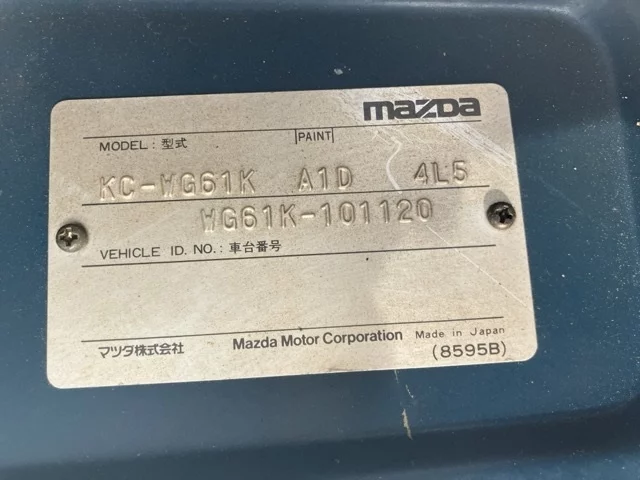 mazda
MODEL: 型式 PAINT
KC-WG61K A1D 4L5
WG61K-101120
VEHICLE ID. NO.: 車台番号
マツダ株式会社 Mazda Motor Corporation Made in Japan
(8595B)